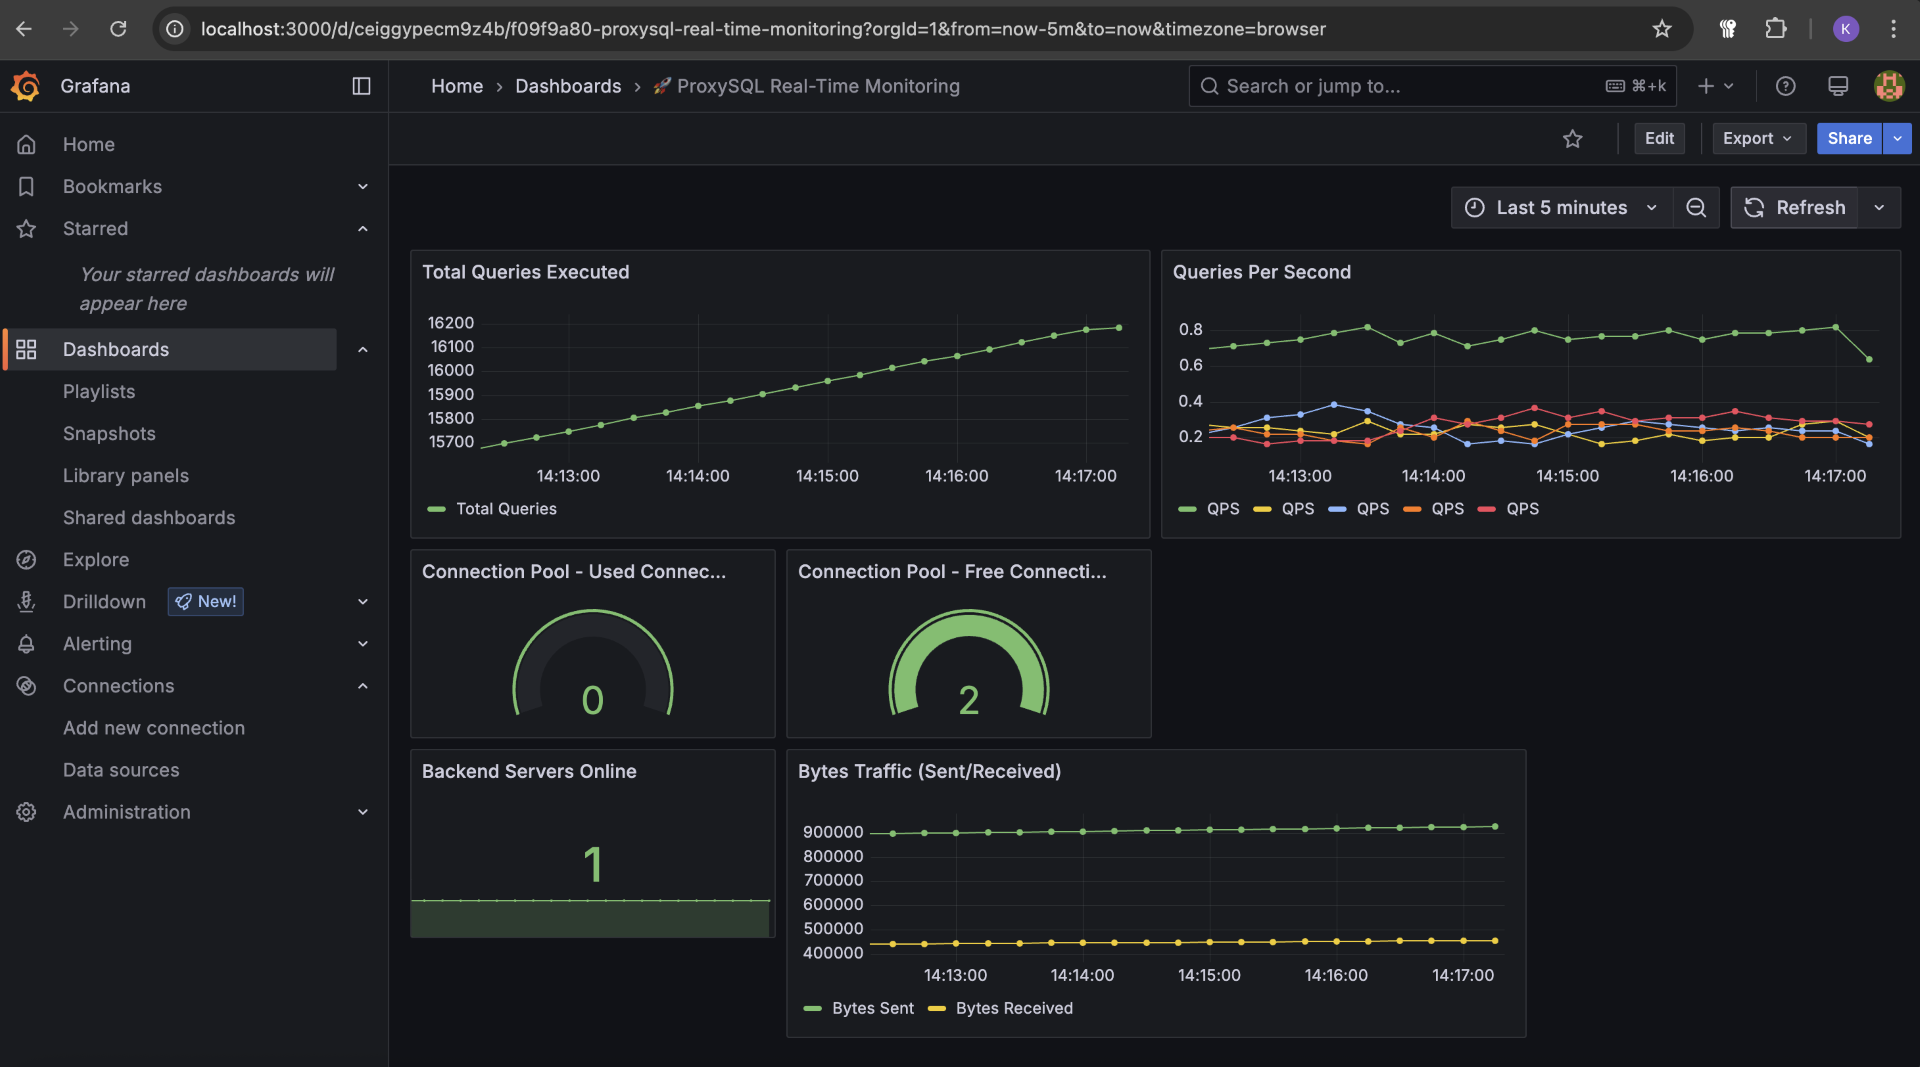 localhost:3000/d/ceiggypecm9z4b/f09f9a80-proxysql-real-time-monitoring?orgId=1&from=now-5m&to=now&timezone=browser
K
Grafana
Home › Dashboards › 🚀 ProxySQL Real-Time Monitoring
Search or jump to...
⌘+k
Edit
Export
Share
Home
Bookmarks
Starred
Your starred dashboards will
appear here
Dashboards
Playlists
Snapshots
Library panels
Shared dashboards
Explore
Drilldown New!
Alerting
Connections
Add new connection
Data sources
Administration
Last 5 minutes
Refresh
Total Queries Executed
16200
16100
16000
15900
15800
15700
14:13:00 14:14:00 14:15:00 14:16:00 14:17:00
Total Queries
Queries Per Second
0.8
0.6
0.4
0.2
14:13:00 14:14:00 14:15:00 14:16:00 14:17:00
QPS QPS QPS QPS QPS
Connection Pool - Used Connec...
0
Connection Pool - Free Connecti...
2
Backend Servers Online
1
Bytes Traffic (Sent/Received)
900000
800000
700000
600000
500000
400000
14:13:00 14:14:00 14:15:00 14:16:00 14:17:00
Bytes Sent Bytes Received